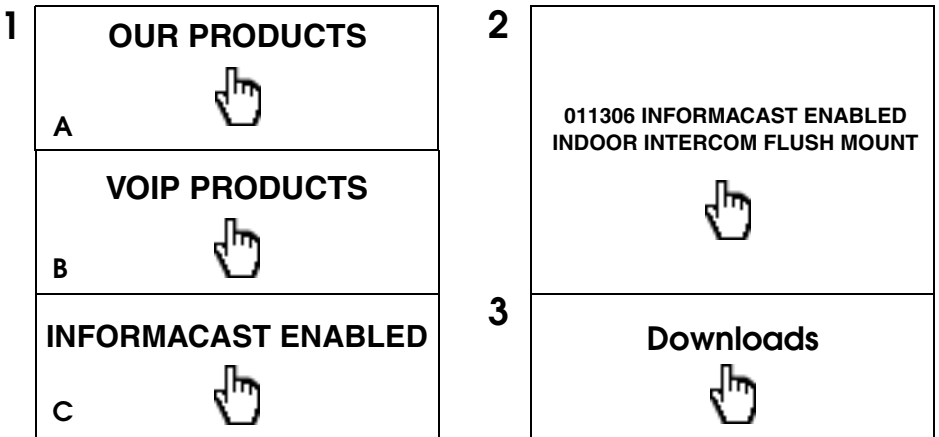 1
OUR PRODUCTS
A
VOIP PRODUCTS
B
INFORMACAST ENABLED
C
2
011306 INFORMACAST ENABLED
INDOOR INTERCOM FLUSH MOUNT
3
Downloads